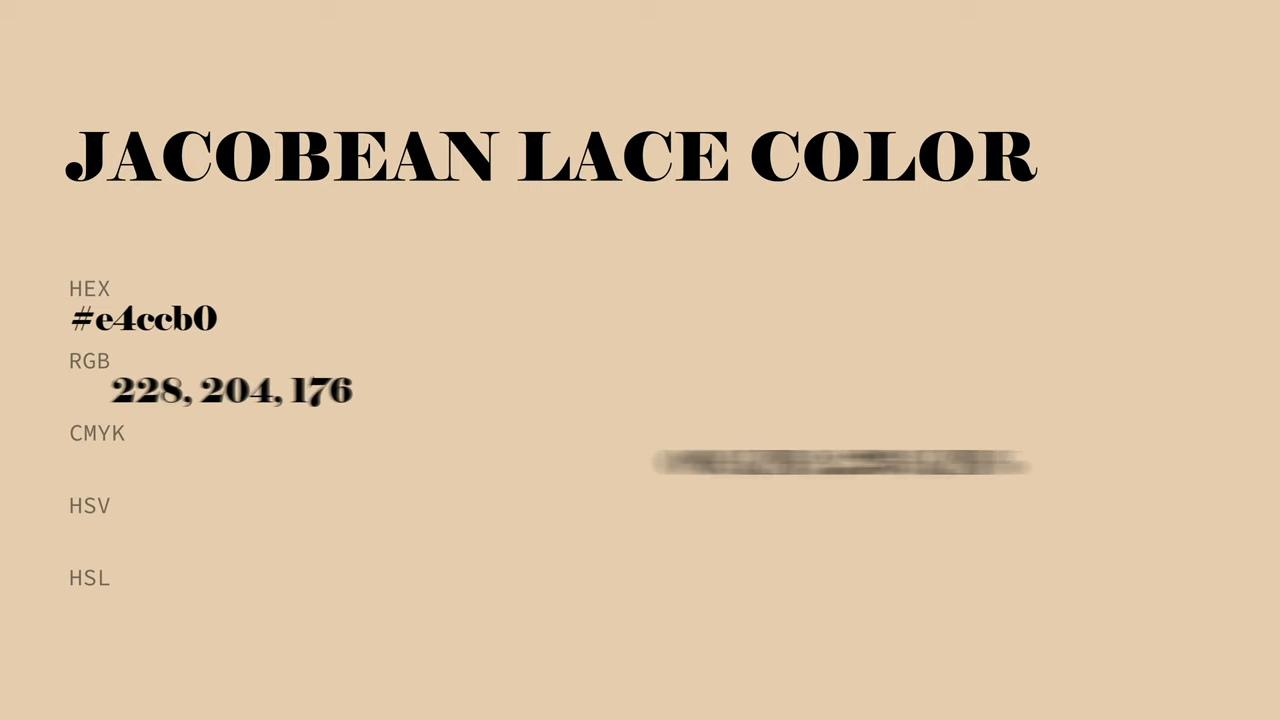 JACOBEAN LACE COLOR
HEX
#e4ccb0
RGB
228, 204, 176
CMYK
HSV
HSL